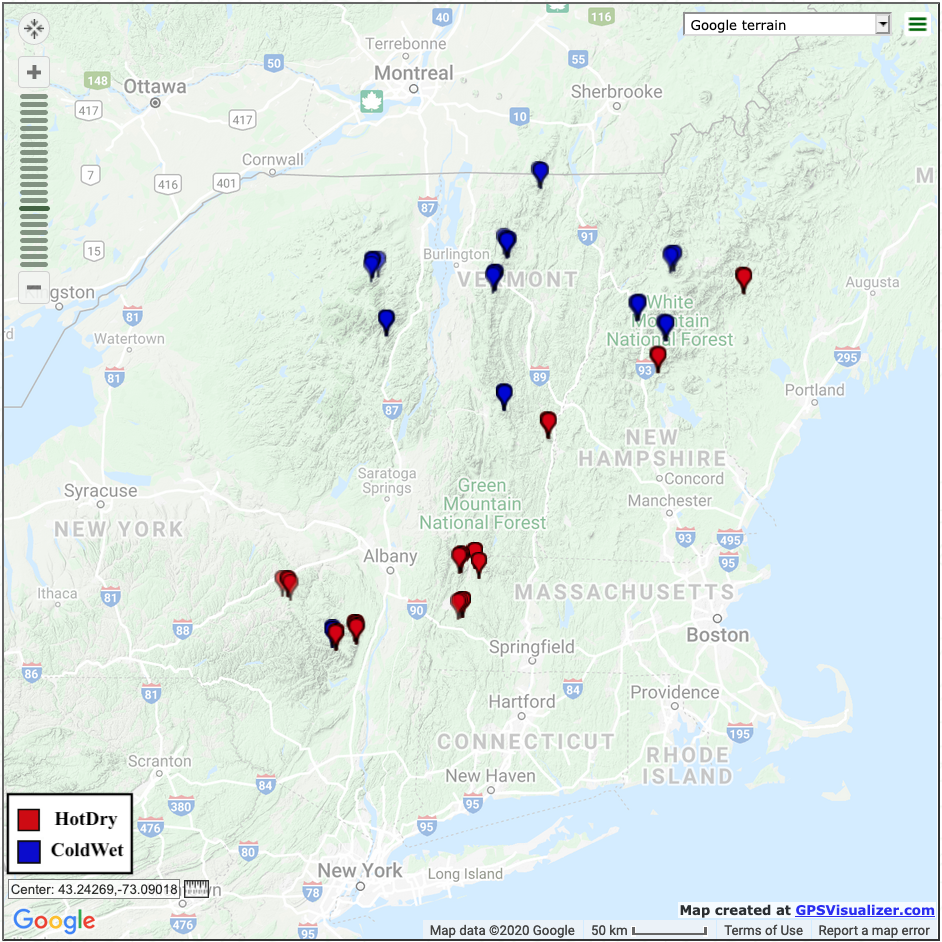 40
116
Google terrain
Terrebonne
50
55
Montreal
148
Ottawa
Sherbrooke
417
417
10
Cornwall
7
416
401
M
87
91
15
Burlington
VERMONT
Augusta
ngston
81
White
Mountain
National Forest
Watertown
rd
295
81
93
89
Portland
87
NEW
HAMPSHIRE
Saratoga
Springs
Concord
Syracuse
Green
Mountain
National Forest
Manchester
NEW YORK
93
495
Albany
95
Ithaca
81
90
MASSACHUSETTS
88
Boston
Springfield
86
81
84
Providence
Hartford
195
CONNECTICUT
RHODE
ISLAND
Scranton
New Haven
84
380
95
HotDry
476
95
ColdWet
80
New York
Long Island
Center: 43.24269,-73.09018
wn
78
Map created at GPSVisualizer.com
Google
476
95
Map data ©2020 Google
50 km
Terms of Use
Report a map error